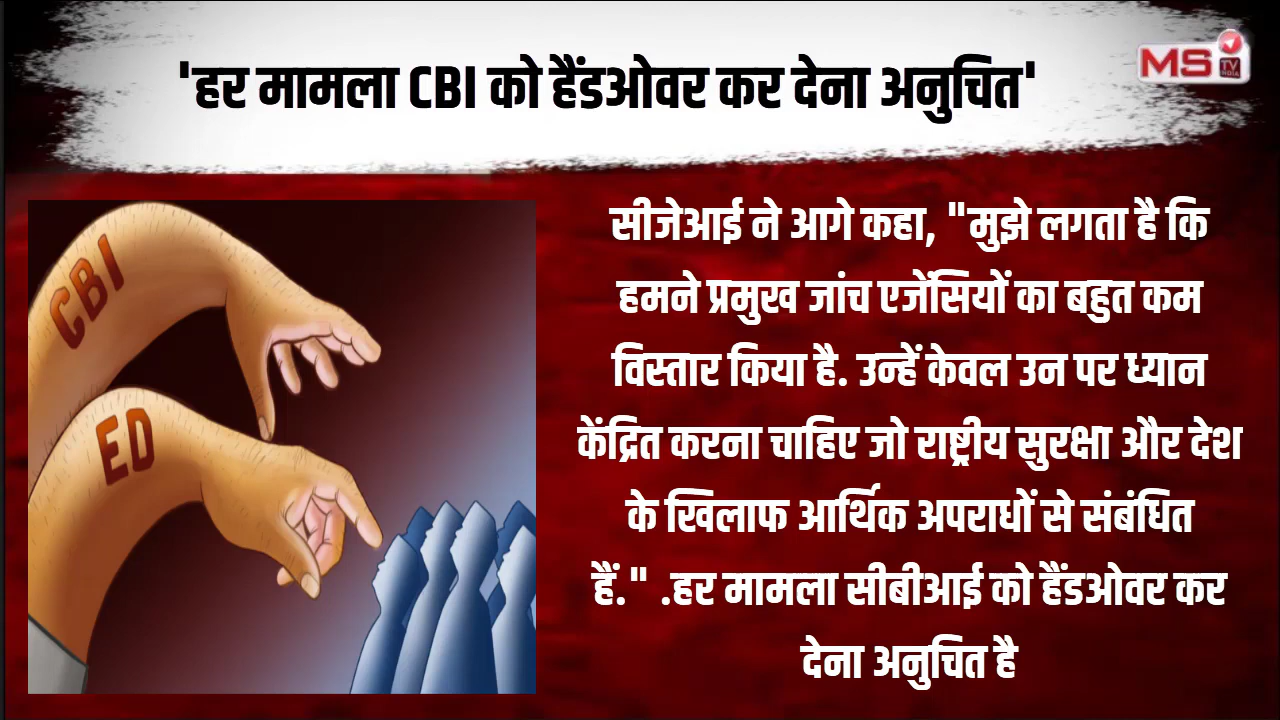 'हर मामला CBI को हैंडओवर कर देना अनुचित'
MS
TV
INDIA
CBI
ED
सीजेआई ने आगे कहा, "मुझे लगता है कि
हमने प्रमुख जांच एजेंसियों का बहुत कम
विस्तार किया है. उन्हें केवल उन पर ध्यान
केंद्रित करना चाहिए जो राष्ट्रीय सुरक्षा और देश
के खिलाफ आर्थिक अपराधों से संबंधित
हैं." .हर मामला सीबीआई को हैंडओवर कर
देना अनुचित है